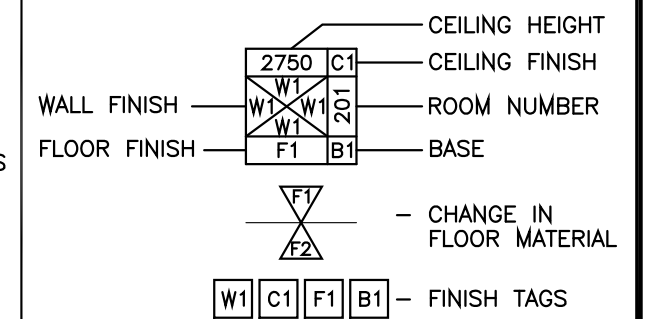 CEILING HEIGHT
2750 C1 CEILING FINISH
W1
WALL FINISH W1 W1 201 ROOM NUMBER
W1
FLOOR FINISH F1 B1 BASE
S
F1
- CHANGE IN
FLOOR MATERIAL
F2
W1 C1 F1 B1 - FINISH TAGS